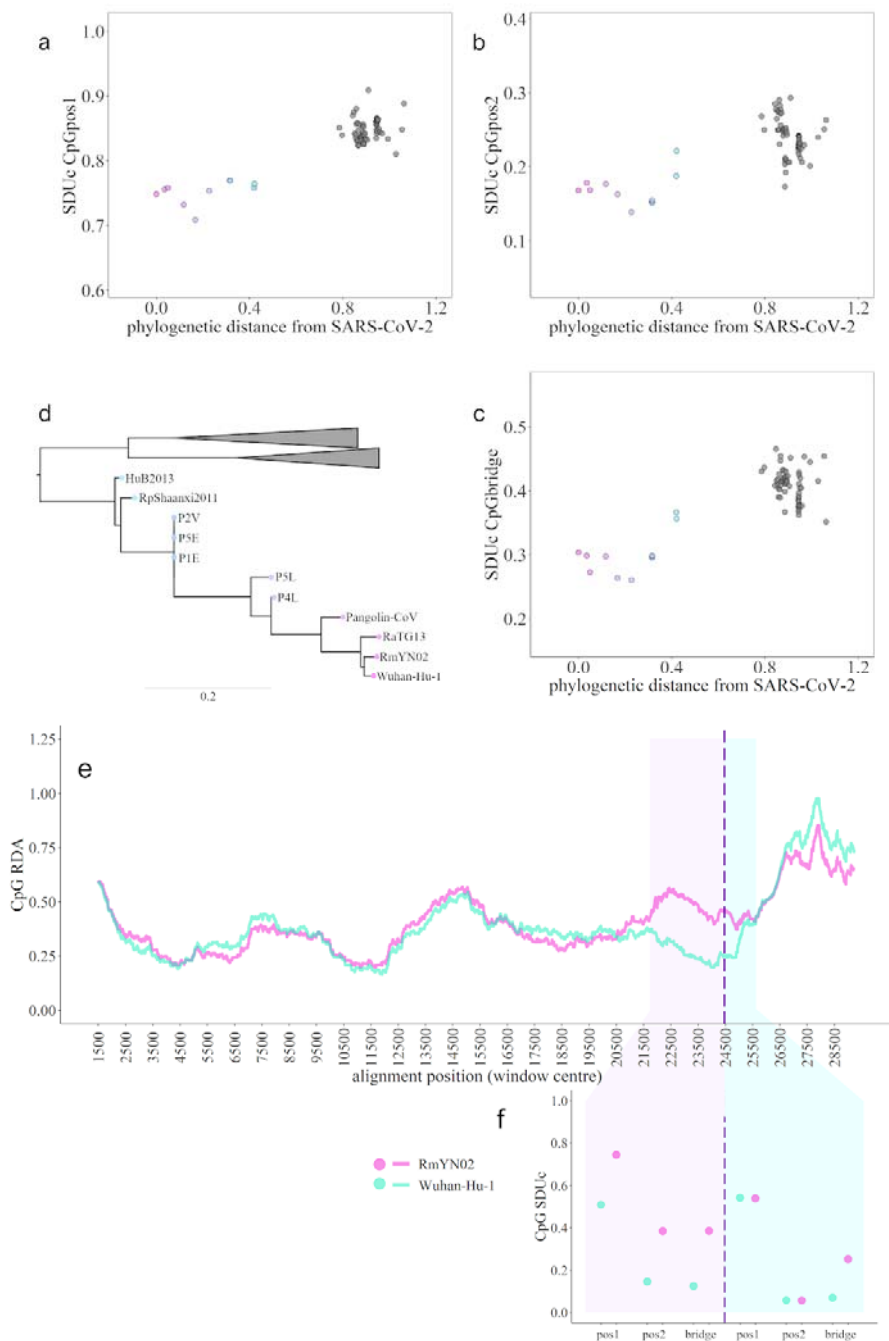 a
1.0
0.9
0.8
0.7
0.6
SDUc CpGpos1
0.0
0.4
0.8
1.2
phylogenetic distance from SARS-CoV-2
b
0.4
0.3
0.2
0.1
SDUc CpGpos2
0.0
0.4
0.8
1.2
phylogenetic distance from SARS-CoV-2
d
HuB2013
RpShaanxi2011
P2V
P5E
P1E
P5L
P4L
Pangolin-CoV
RaTG13
RmYN02
Wuhan-Hu-1
0.2
c
0.5
0.4
0.3
0.2
SDUc CpGbridge
0.0
0.4
0.8
1.2
phylogenetic distance from SARS-CoV-2
e
1.25
1.00
0.75
0.50
0.25
0.00
CpG RDA
1500
2500
3500
4500
5500
6500
7500
8500
9500
10500
11500
12500
13500
14500
15500
16500
17500
18500
19500
20500
21500
22500
23500
24500
25500
26500
27500
28500
alignment position (window centre)
f
1.0
0.8
0.6
0.4
0.2
0.0
CpG SDUc
pos1
pos2
bridge
pos1
pos2
bridge
RmYN02
Wuhan-Hu-1